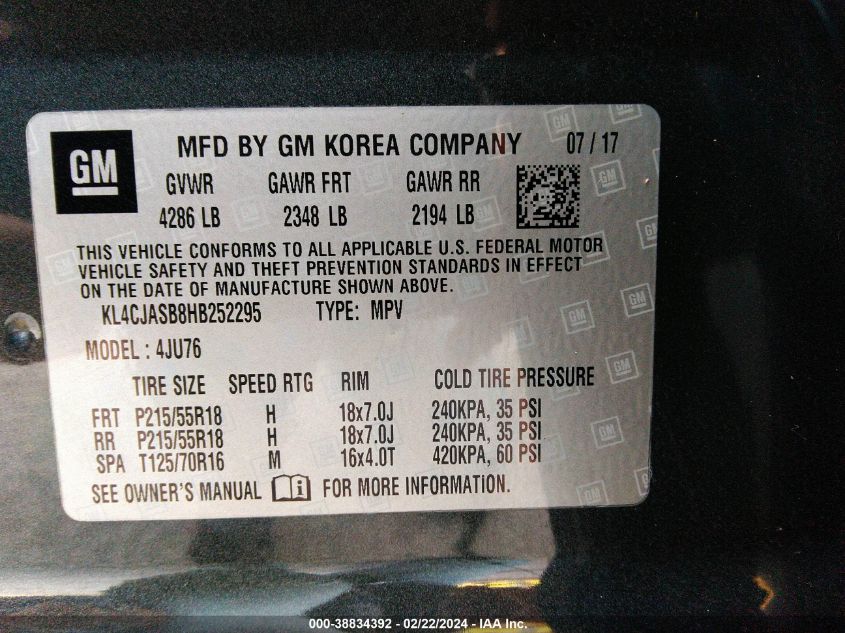 GM
MFD BY GM KOREA COMPANY 07 / 17
GVWR GAWR FRT GAWR RR
4286 LB 2348 LB 2194 LB
THIS VEHICLE CONFORMS TO ALL APPLICABLE U.S. FEDERAL MOTOR
VEHICLE SAFETY AND THEFT PREVENTION STANDARDS IN EFFECT
ON THE DATE OF MANUFACTURE SHOWN ABOVE.
KL4CJASB8HB252295 TYPE: MPV
MODEL : 4JU76
TIRE SIZE SPEED RTG RIM COLD TIRE PRESSURE
FRT P215/55R18 H 18x7.0J 240KPA, 35 PSI
RR P215/55R18 H 18x7.0J 240KPA, 35 PSI
SPA T125/70R16 M 16x4.0T 420KPA, 60 PSI
SEE OWNER'S MANUAL i FOR MORE INFORMATION.
000-38834392 - 02/22/2024 - IAA Inc.